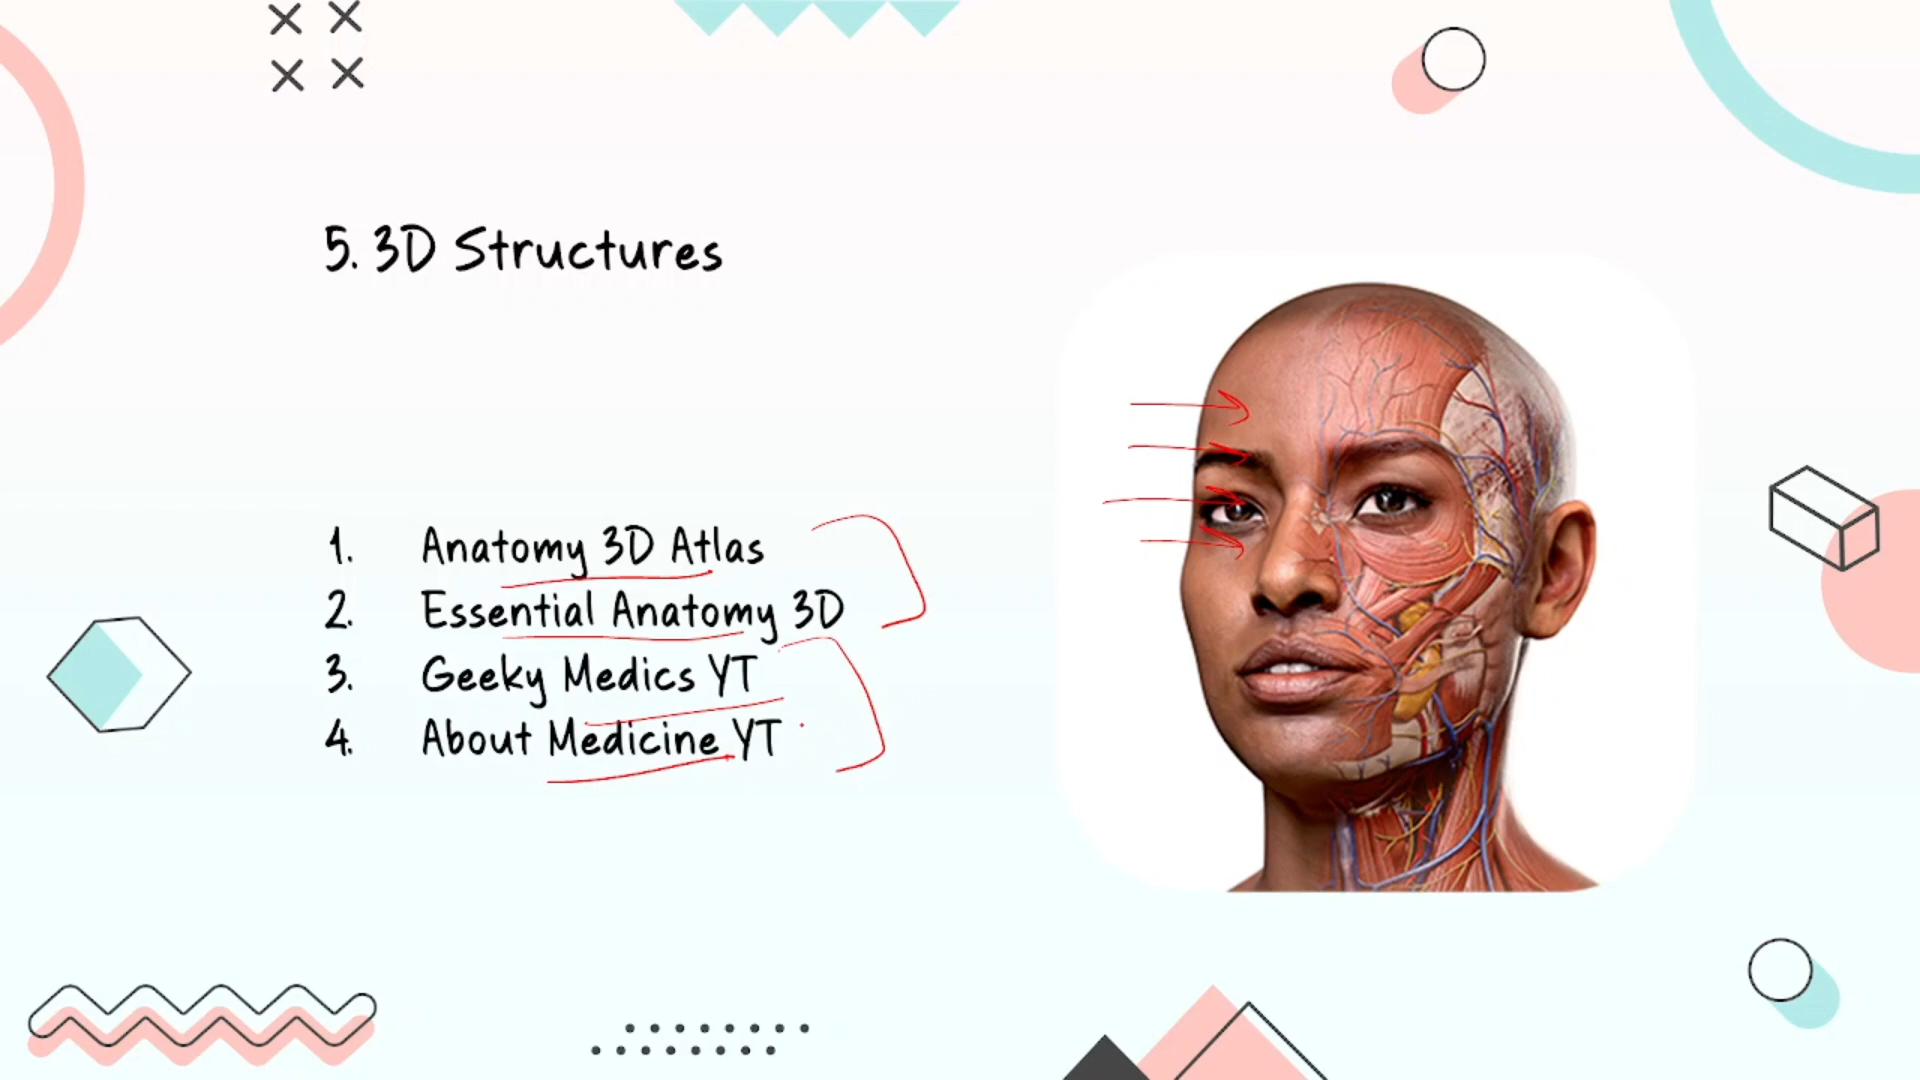 5. 3D Structures
1. Anatomy 3D Atlas
2. Essential Anatomy 3D
3. Geeky Medics YT
4. About Medicine YT